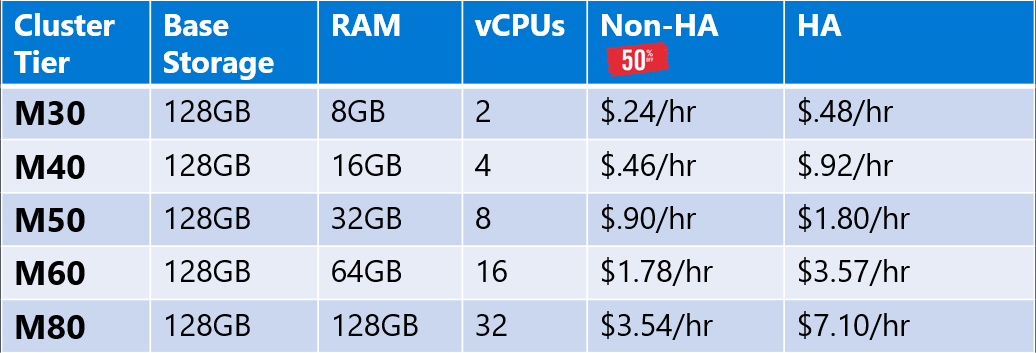 Cluster Tier Base Storage RAM vCPUs Non-HA HA
50% OFF
M30 128GB 8GB 2 $.24/hr $.48/hr
M40 128GB 16GB 4 $.46/hr $.92/hr
M50 128GB 32GB 8 $.90/hr $1.80/hr
M60 128GB 64GB 16 $1.78/hr $3.57/hr
M80 128GB 128GB 32 $3.54/hr $7.10/hr